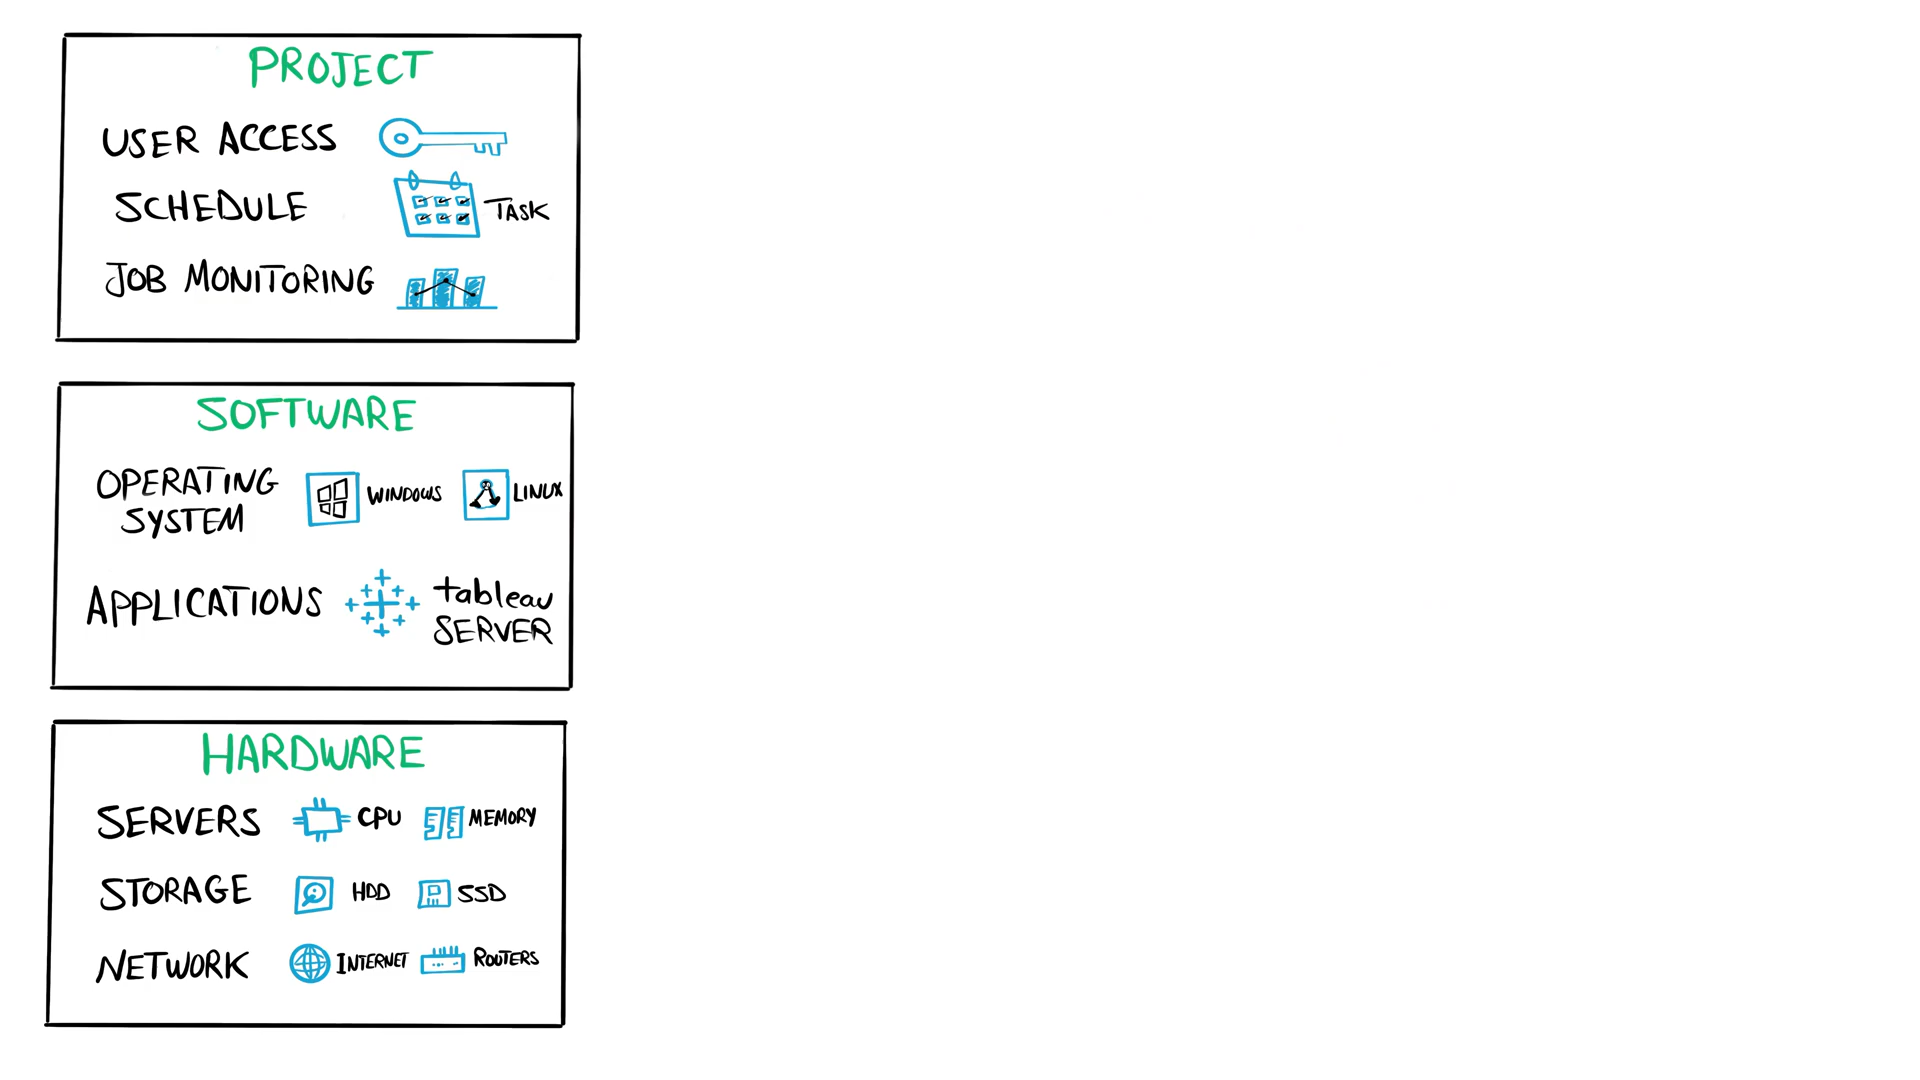 PROJECT
USER ACCESS
SCHEDULE TASK
JOB MONITORING
SOFTWARE
OPERATING SYSTEM WINDOWS LINUX
APPLICATIONS tableau SERVER
HARDWARE
SERVERS CPU MEMORY
STORAGE HDD SSD
NETWORK INTERNET ROUTERS